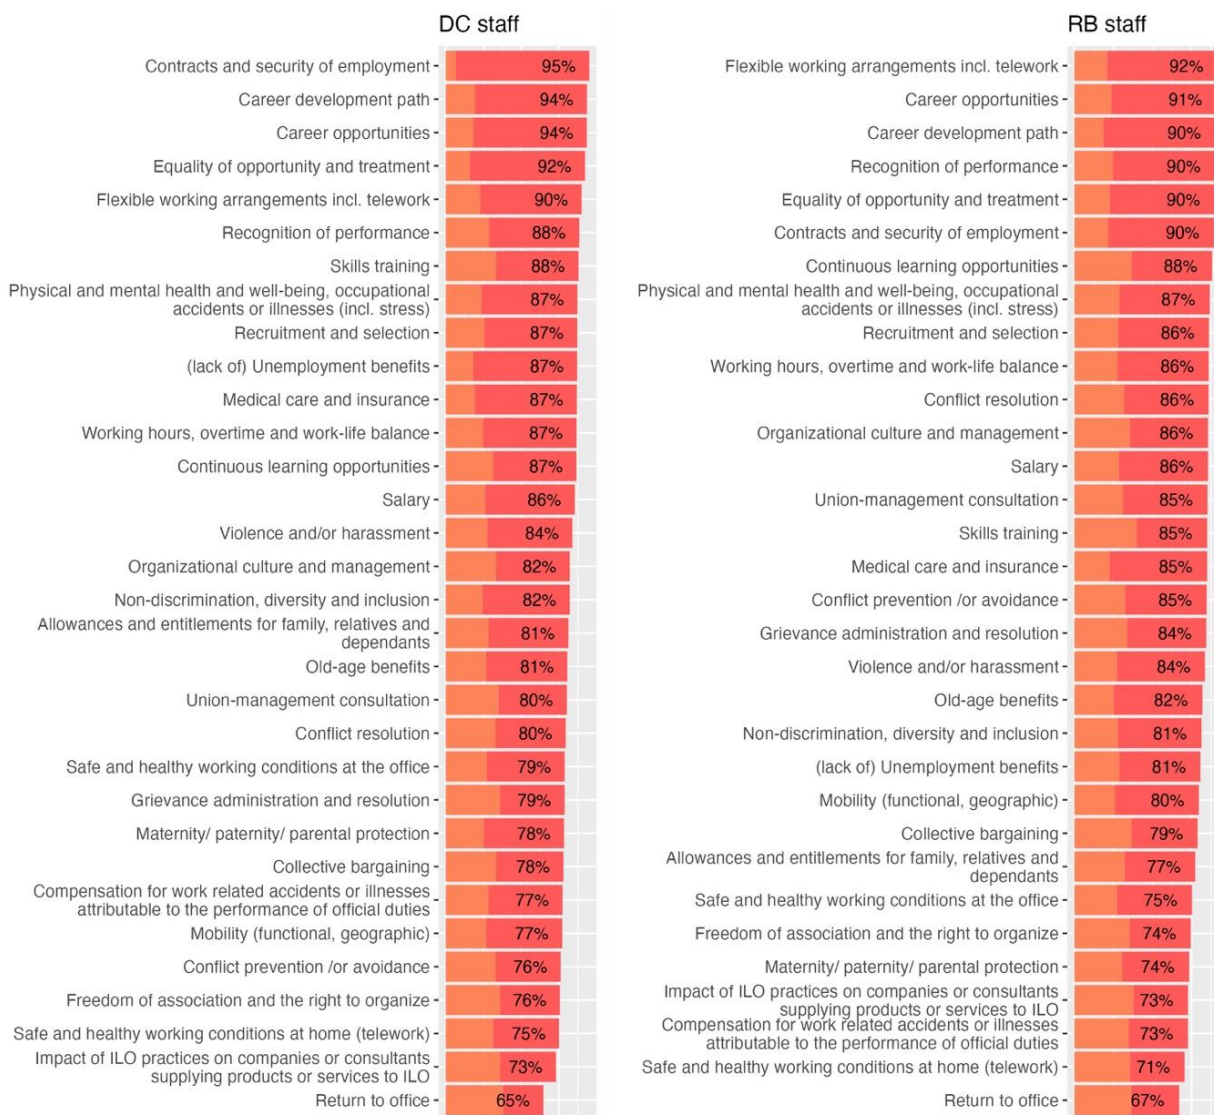 DC staff
Contracts and security of employment 95%
Career development path 94%
Career opportunities 94%
Equality of opportunity and treatment 92%
Flexible working arrangements incl. telework 90%
Recognition of performance 88%
Skills training 88%
Physical and mental health and well-being, occupational
accidents or illnesses (incl. stress) 87%
Recruitment and selection 87%
(lack of) Unemployment benefits 87%
Medical care and insurance 87%
Working hours, overtime and work-life balance 87%
Continuous learning opportunities 87%
Salary 86%
Violence and/or harassment 84%
Organizational culture and management 82%
Non-discrimination, diversity and inclusion 82%
Allowances and entitlements for family, relatives and
dependants 81%
Old-age benefits 81%
Union-management consultation 80%
Conflict resolution 80%
Safe and healthy working conditions at the office 79%
Grievance administration and resolution 79%
Maternity/ paternity/ parental protection 78%
Collective bargaining 78%
Compensation for work related accidents or illnesses
attributable to the performance of official duties 77%
Mobility (functional, geographic) 77%
Conflict prevention /or avoidance 76%
Freedom of association and the right to organize 76%
Safe and healthy working conditions at home (telework) 75%
Impact of ILO practices on companies or consultants
supplying products or services to ILO 73%
Return to office 65%
RB staff
Flexible working arrangements incl. telework 92%
Career opportunities 91%
Career development path 90%
Recognition of performance 90%
Equality of opportunity and treatment 90%
Contracts and security of employment 90%
Continuous learning opportunities 88%
Physical and mental health and well-being, occupational
accidents or illnesses (incl. stress) 87%
Recruitment and selection 86%
Working hours, overtime and work-life balance 86%
Conflict resolution 86%
Organizational culture and management 86%
Salary 86%
Union-management consultation 85%
Skills training 85%
Medical care and insurance 85%
Conflict prevention /or avoidance 85%
Grievance administration and resolution 84%
Violence and/or harassment 84%
Old-age benefits 82%
Non-discrimination, diversity and inclusion 81%
(lack of) Unemployment benefits 81%
Mobility (functional, geographic) 80%
Collective bargaining 79%
Allowances and entitlements for family, relatives and
dependants 77%
Safe and healthy working conditions at the office 75%
Freedom of association and the right to organize 74%
Maternity/ paternity/ parental protection 74%
Impact of ILO practices on companies or consultants
supplying products or services to ILO 73%
Compensation for work related accidents or illnesses
attributable to the performance of official duties 73%
Safe and healthy working conditions at home (telework) 71%
Return to office 67%